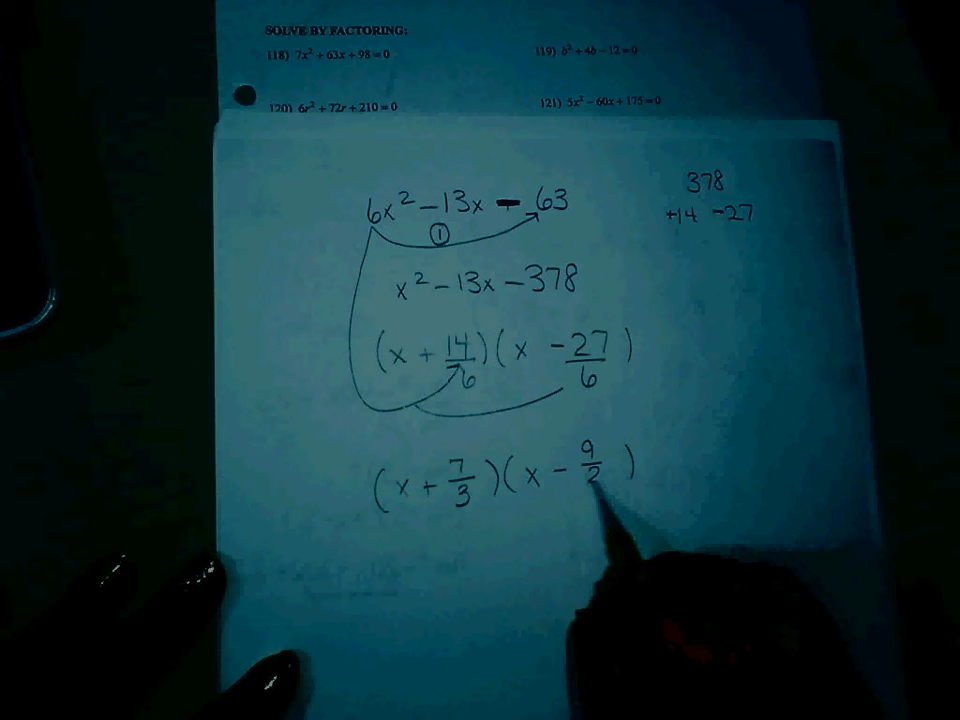 SOLVE BY FACTORING:
118) 7x² + 63x + 98 = 0
119) b² + 4b − 12 = 0
120) 6r² + 72r + 210 = 0
121) 5x² − 60x + 175 = 0
6x² − 13x − 63
①
378
+14 −27
x² − 13x − 378
(x + 14/6)(x − 27/6)
(x + 7/3)(x − 9/2)